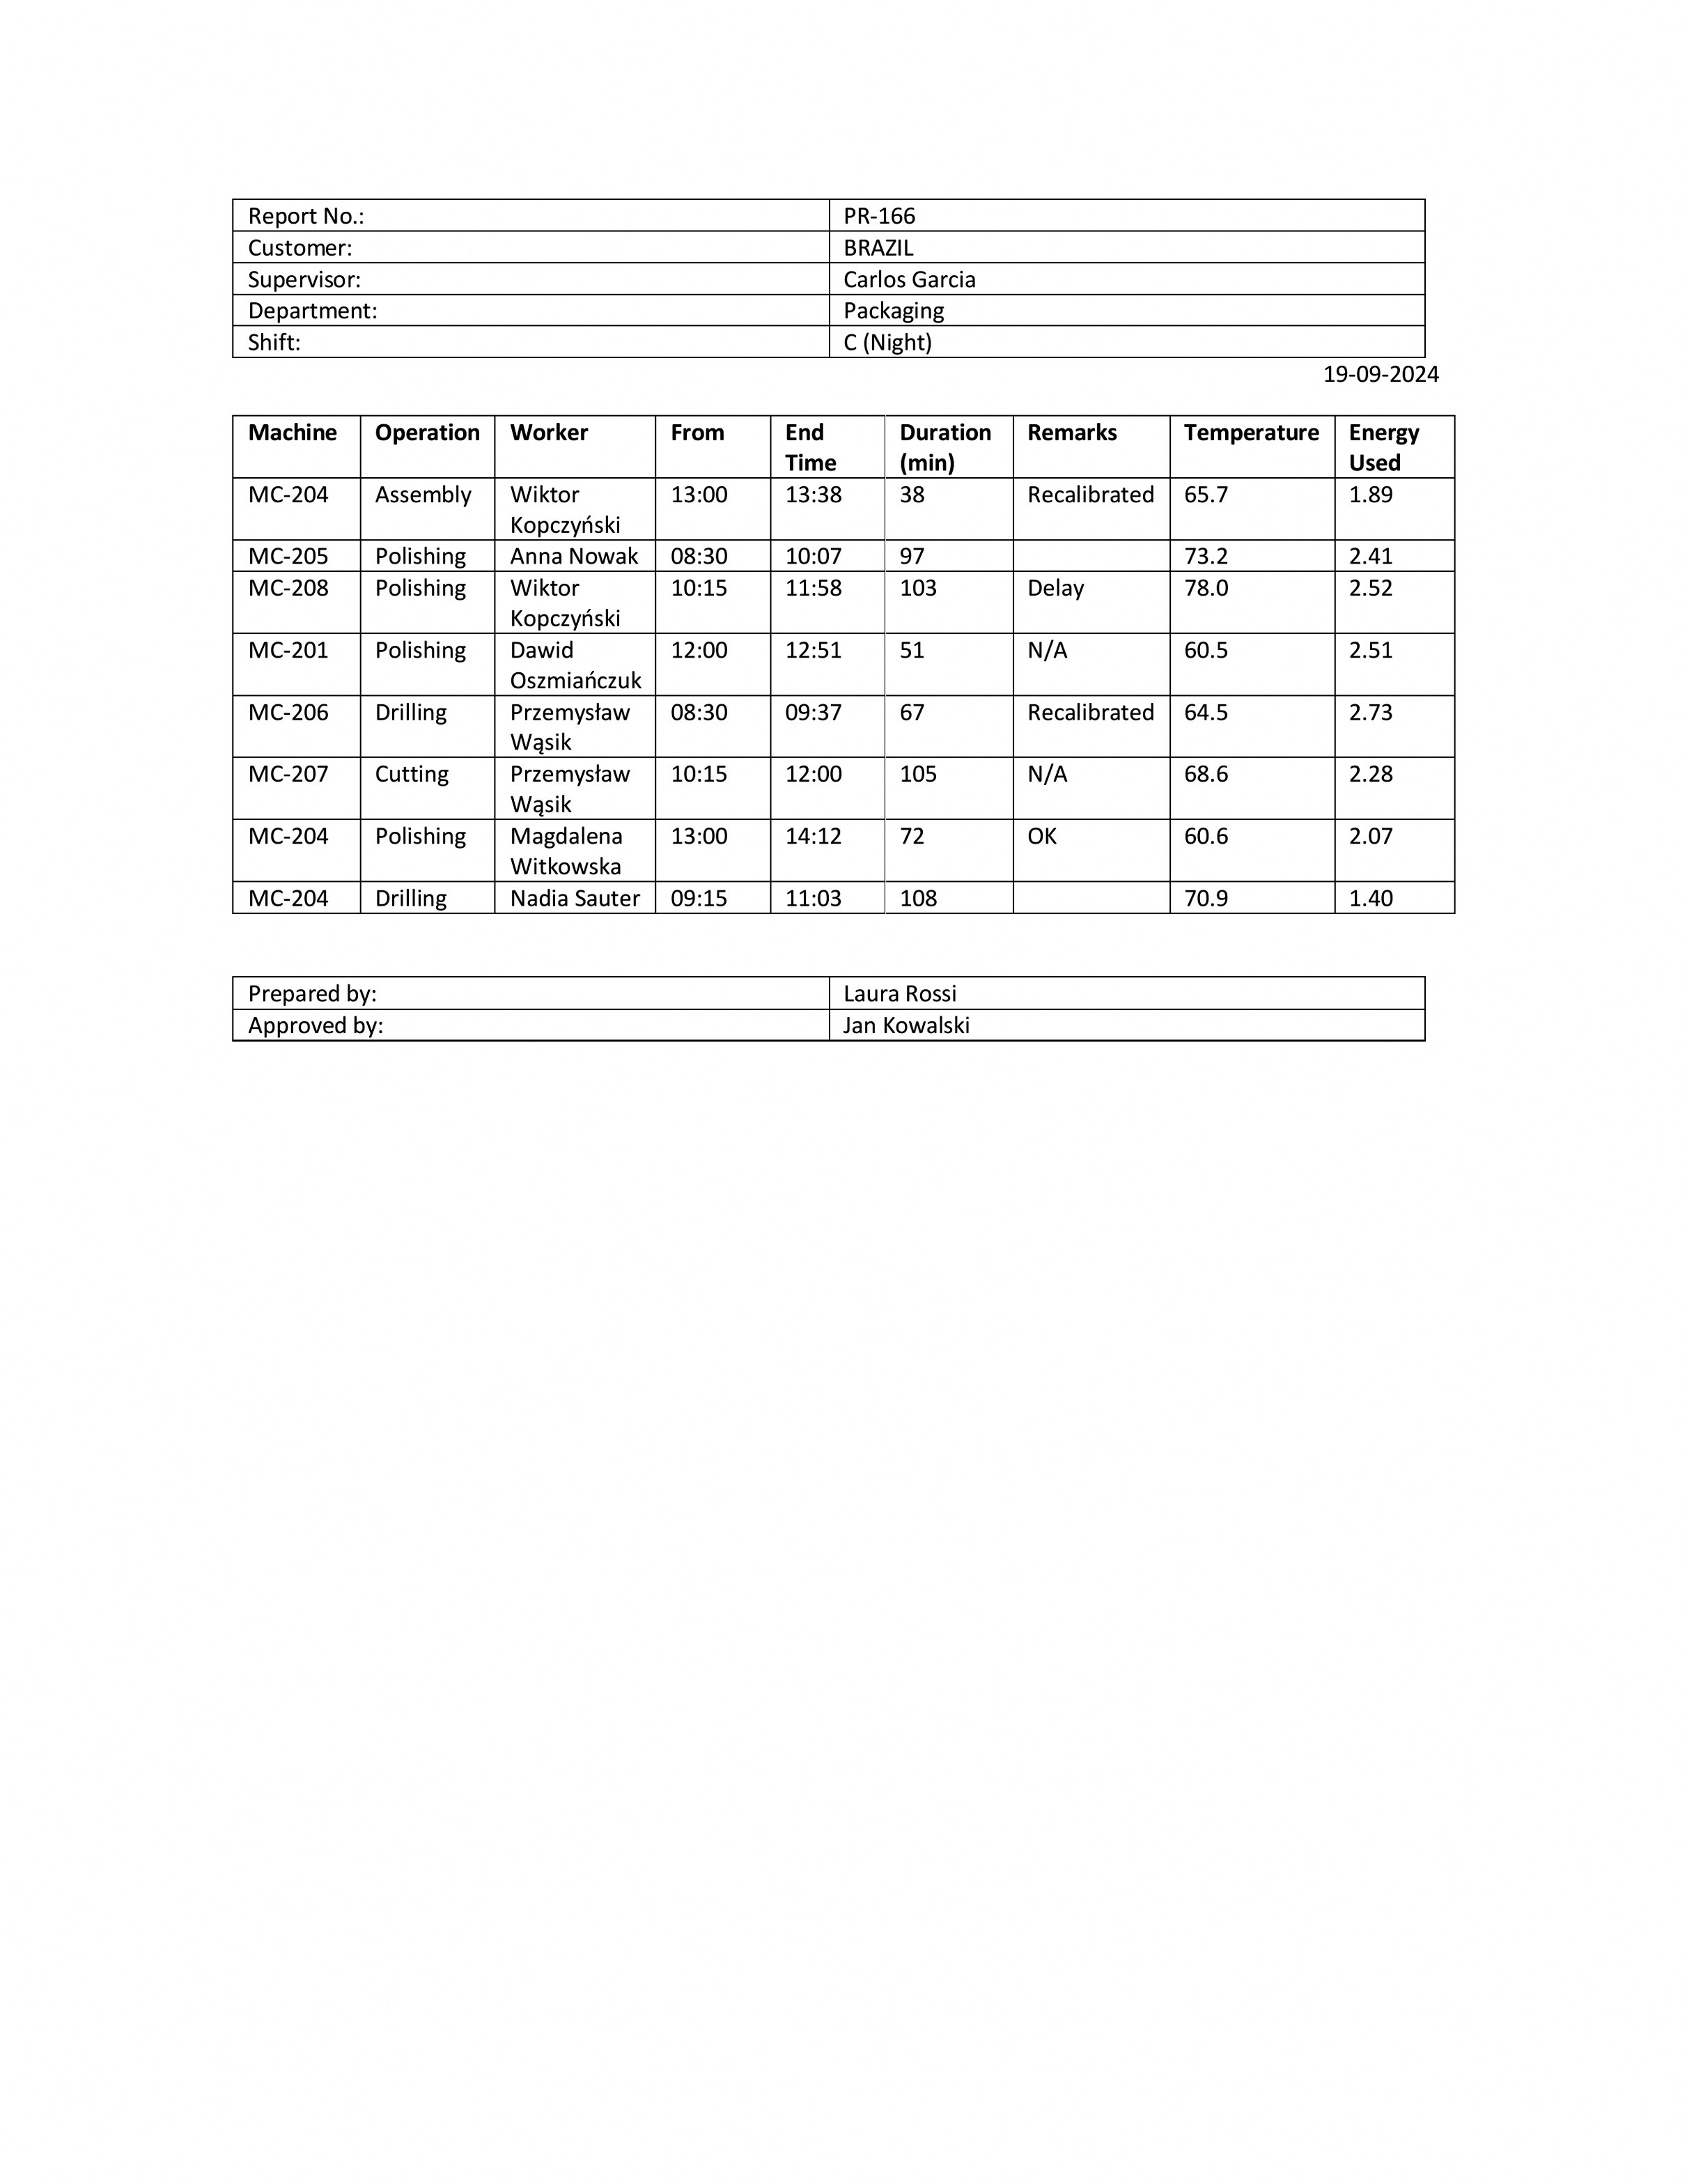 Report No.: PR-166
Customer: BRAZIL
Supervisor: Carlos Garcia
Department: Packaging
Shift: C (Night)
19-09-2024
Machine Operation Worker From End Duration Remarks Temperature Energy
Time (min) Used
MC-204 Assembly Wiktor 13:00 13:38 38 Recalibrated 65.7 1.89
Kopczyński
MC-205 Polishing Anna Nowak 08:30 10:07 97 73.2 2.41
MC-208 Polishing Wiktor 10:15 11:58 103 Delay 78.0 2.52
Kopczyński
MC-201 Polishing Dawid 12:00 12:51 51 N/A 60.5 2.51
Oszmiańczuk
MC-206 Drilling Przemysław 08:30 09:37 67 Recalibrated 64.5 2.73
Wąsik
MC-207 Cutting Przemysław 10:15 12:00 105 N/A 68.6 2.28
Wąsik
MC-204 Polishing Magdalena 13:00 14:12 72 OK 60.6 2.07
Witkowska
MC-204 Drilling Nadia Sauter 09:15 11:03 108 70.9 1.40
Prepared by: Laura Rossi
Approved by: Jan Kowalski